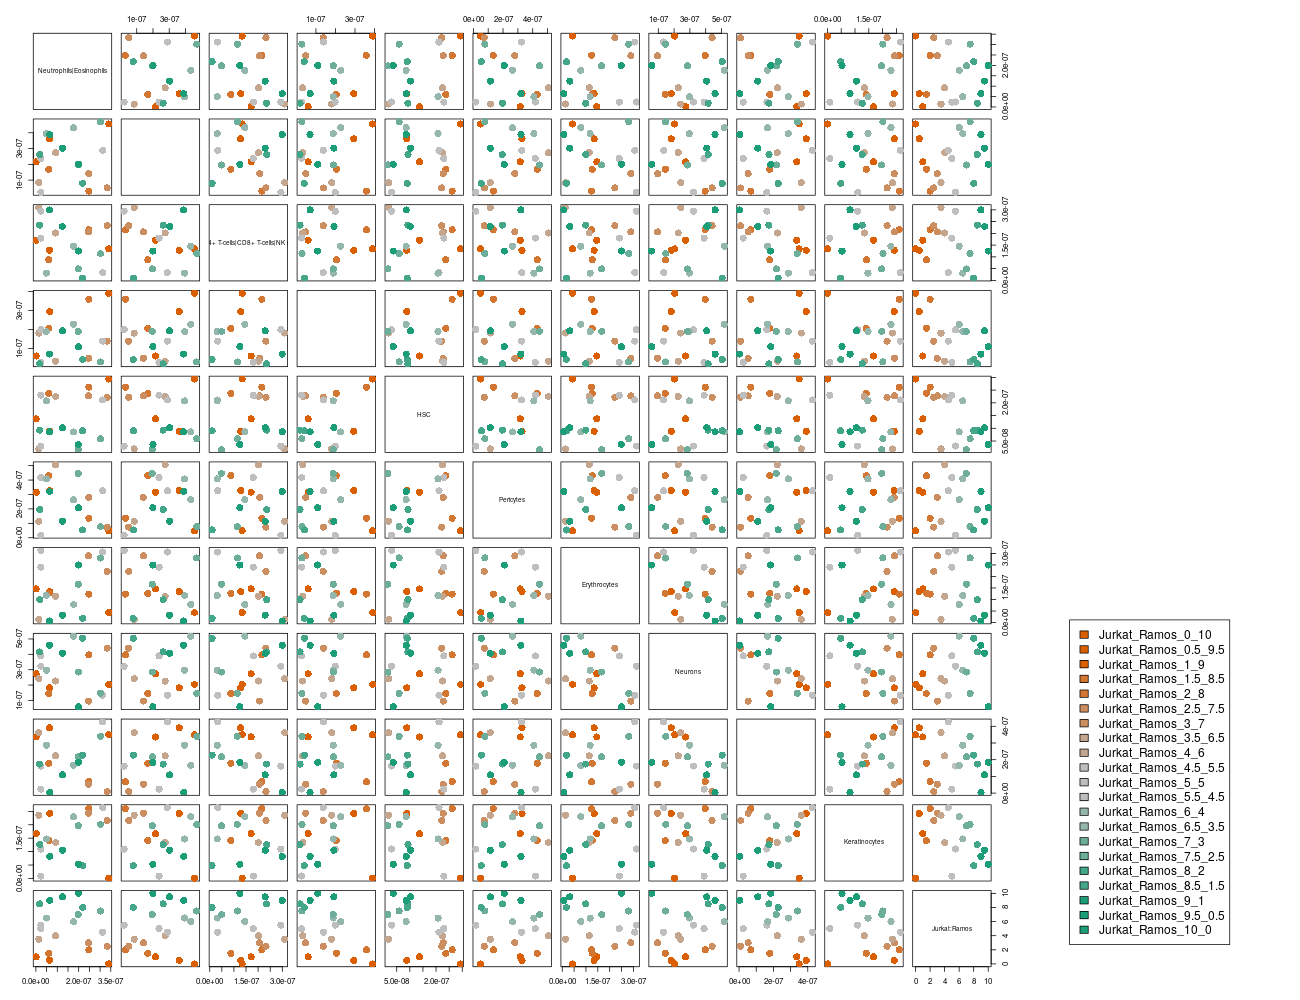 1e-07 3e-07 1e-07 3e-07 0e+00 2e-07 4e-07 1e-07 3e-07 5e-07 0.0e+00 1.5e-07
Neutrophils|Eosinophils
0.0e+00 2.0e-07
1e-07 3e-07
4+ T-cells|CD8+ T-cells|NK
0.0e+00 1.5e-07 3.0e-07
1e-07 3e-07
HSC
5.0e-08 2.0e-07
Pericytes
0e+00 2e-07 4e-07
Erythrocytes
0.0e+00 1.5e-07 3.0e-07
Neurons
1e-07 3e-07 5e-07
0e+00 2e-07 4e-07
Keratinocytes
0.0e+00 1.5e-07
Jurkat:Ramos
0 2 4 6 8 10
0.0e+00 2.0e-07 3.5e-07 0.0e+00 1.5e-07 3.0e-07 5.0e-08 2.0e-07 0.0e+00 1.5e-07 3.0e-07 0e+00 2e-07 4e-07 0 2 4 6 8 10
Jurkat_Ramos_0_10
Jurkat_Ramos_0.5_9.5
Jurkat_Ramos_1_9
Jurkat_Ramos_1.5_8.5
Jurkat_Ramos_2_8
Jurkat_Ramos_2.5_7.5
Jurkat_Ramos_3_7
Jurkat_Ramos_3.5_6.5
Jurkat_Ramos_4_6
Jurkat_Ramos_4.5_5.5
Jurkat_Ramos_5_5
Jurkat_Ramos_5.5_4.5
Jurkat_Ramos_6_4
Jurkat_Ramos_6.5_3.5
Jurkat_Ramos_7_3
Jurkat_Ramos_7.5_2.5
Jurkat_Ramos_8_2
Jurkat_Ramos_8.5_1.5
Jurkat_Ramos_9_1
Jurkat_Ramos_9.5_0.5
Jurkat_Ramos_10_0